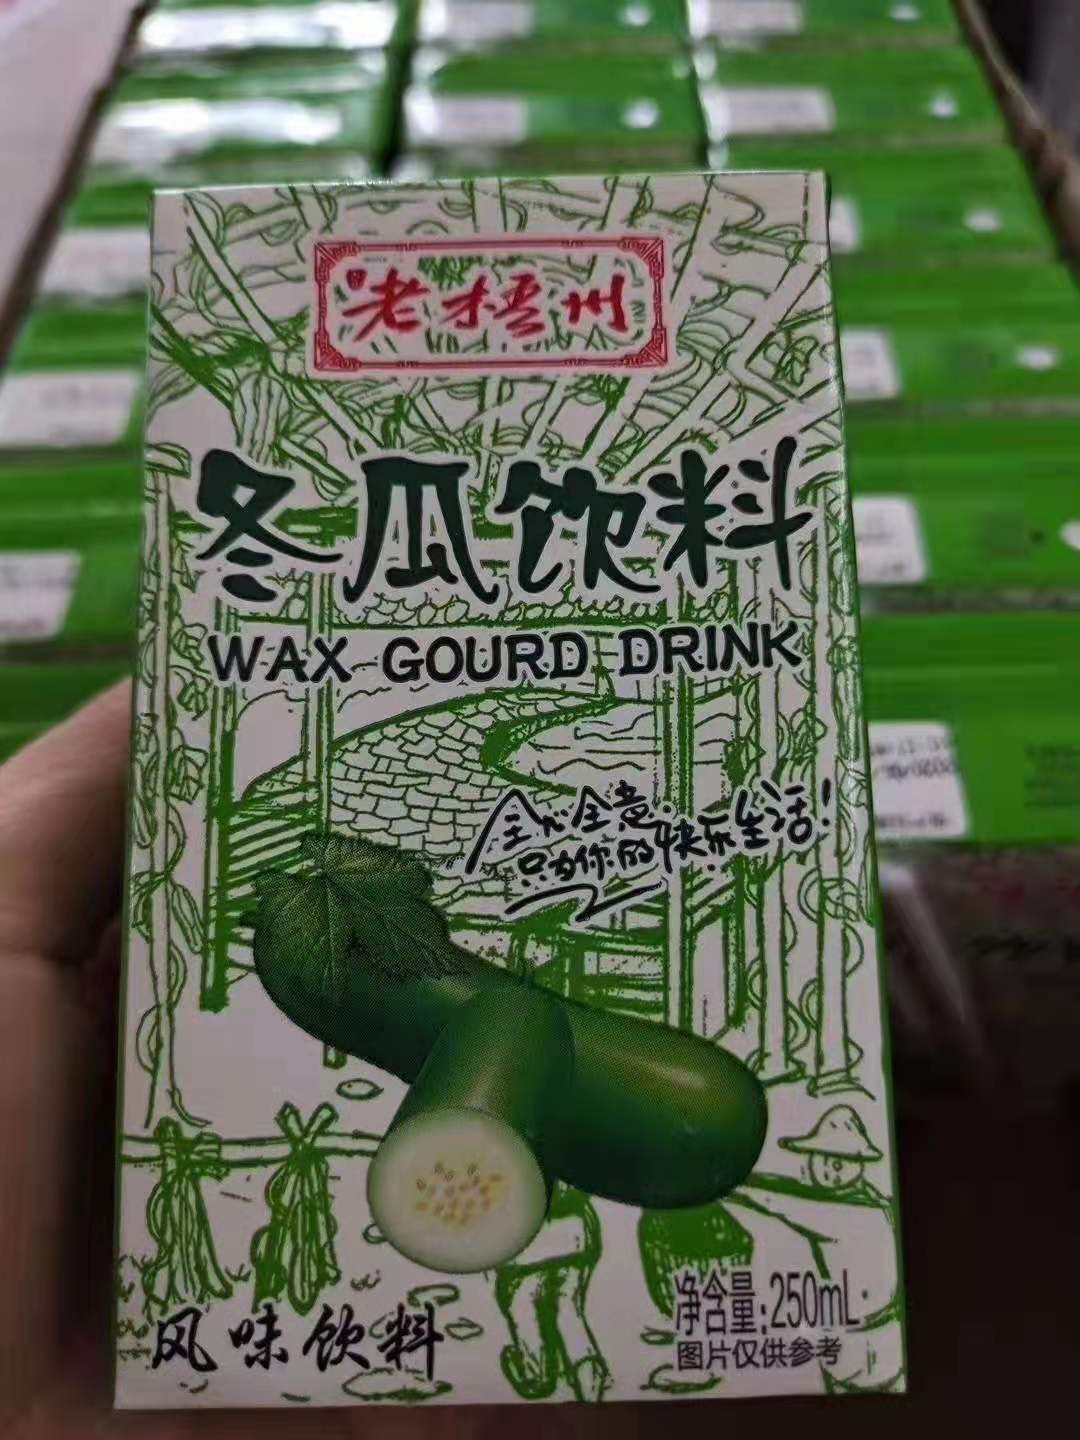 老梧州
冬瓜饮料
WAX GOURD DRINK
全心全意
只为你的快乐生活!
风味饮料
净含量:250mL
图片仅供参考